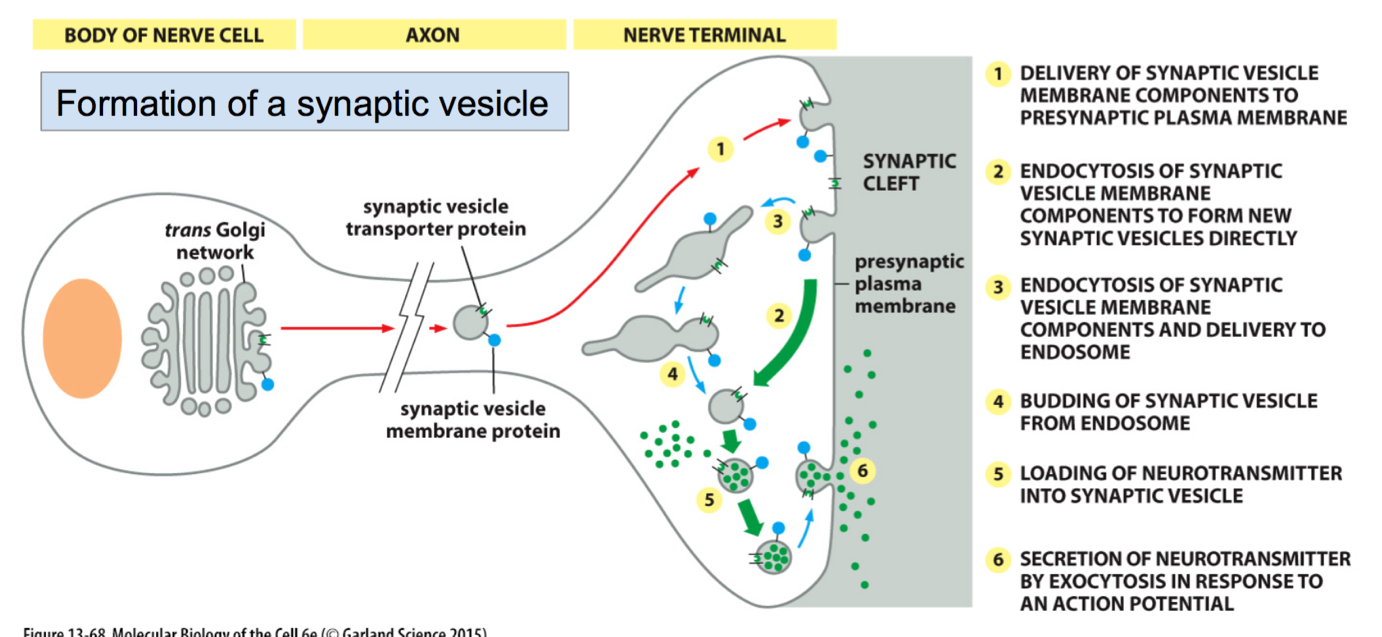 BODY OF NERVE CELL
AXON
NERVE TERMINAL
Formation of a synaptic vesicle
trans Golgi
network
synaptic vesicle
transporter protein
synaptic vesicle
membrane protein
1
3
2
4
5
6
SYNAPTIC
CLEFT
presynaptic
plasma
membrane
1 DELIVERY OF SYNAPTIC VESICLE
MEMBRANE COMPONENTS TO
PRESYNAPTIC PLASMA MEMBRANE
2 ENDOCYTOSIS OF SYNAPTIC
VESICLE MEMBRANE
COMPONENTS TO FORM NEW
SYNAPTIC VESICLES DIRECTLY
3 ENDOCYTOSIS OF SYNAPTIC
VESICLE MEMBRANE
COMPONENTS AND DELIVERY TO
ENDOSOME
4 BUDDING OF SYNAPTIC VESICLE
FROM ENDOSOME
5 LOADING OF NEUROTRANSMITTER
INTO SYNAPTIC VESICLE
6 SECRETION OF NEUROTRANSMITTER
BY EXOCYTOSIS IN RESPONSE TO
AN ACTION POTENTIAL
Figure 13-68 Molecular Biology of the Cell 6e (© Garland Science 2015)